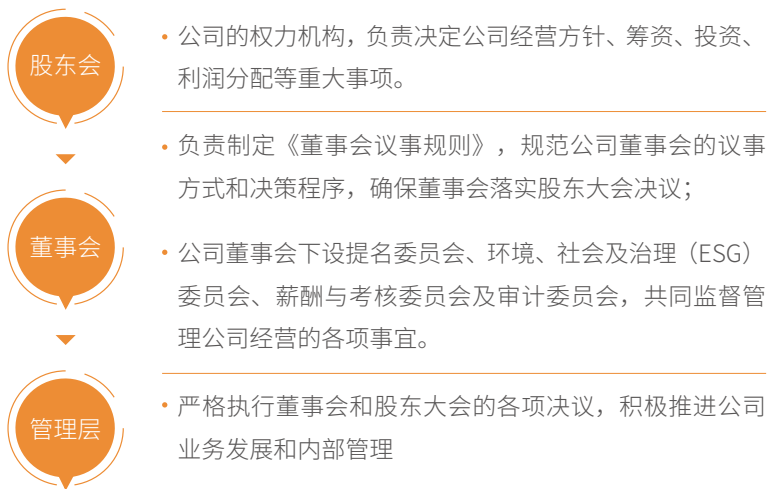 股东会
• 公司的权力机构，负责决定公司经营方针、筹资、投资、
利润分配等重大事项。
• 负责制定《董事会议事规则》，规范公司董事会的议事
方式和决策程序，确保董事会落实股东大会决议；
董事会
• 公司董事会下设提名委员会、环境、社会及治理（ESG）
委员会、薪酬与考核委员会及审计委员会，共同监督管
理公司经营的各项事宜。
管理层
• 严格执行董事会和股东大会的各项决议，积极推进公司
业务发展和内部管理